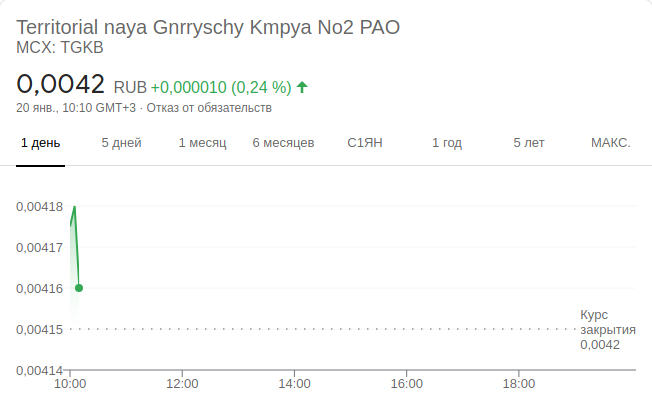 Territorial naya Gnrryschy Kmpya No2 PAO
MCX: TGKB
0,0042 RUB +0,000010 (0,24 %)
20 янв., 10:10 GMT+3 · Отказ от обязательств
1 день 5 дней 1 месяц 6 месяцев С1ЯН 1 год 5 лет МАКС.
0,00418
0,00417
0,00416
0,00415
0,00414
Курс
закрытия
0,0042
10:00 12:00 14:00 16:00 18:00